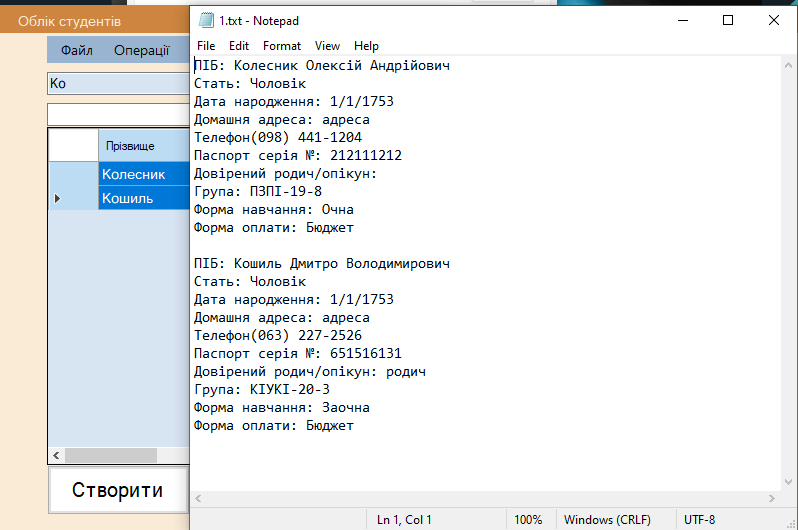 Облік студентів
Файл Операції
Ко
Прізвище
Колесник
Кошиль
Створити
1.txt - Notepad
File Edit Format View Help
ПІБ: Колесник Олексій Андрійович
Стать: Чоловік
Дата народження: 1/1/1753
Домашня адреса: адреса
Телефон(098) 441-1204
Паспорт серія №: 212111212
Довірений родич/опікун:
Група: ПЗПІ-19-8
Форма навчання: Очна
Форма оплати: Бюджет
ПІБ: Кошиль Дмитро Володимирович
Стать: Чоловік
Дата народження: 1/1/1753
Домашня адреса: адреса
Телефон(063) 227-2526
Паспорт серія №: 651516131
Довірений родич/опікун: родич
Група: КІУКІ-20-3
Форма навчання: Заочна
Форма оплати: Бюджет
Ln 1, Col 1 100% Windows (CRLF) UTF-8